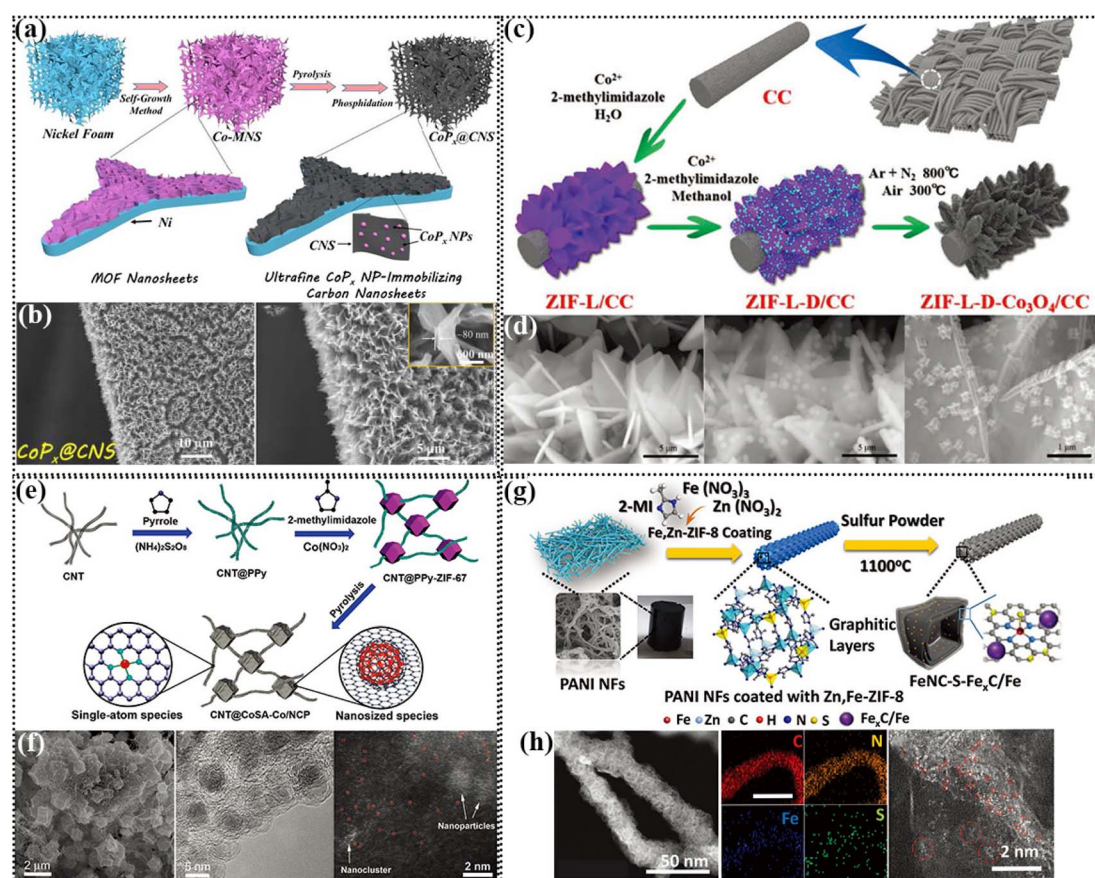 (a)
Nickel Foam
Self-Growth
Method
Co-MNS
Pyrolysis
Phosphidation
CoPₓ@CNS
Ni
CNS
CoPₓ NPs
MOF Nanosheets
Ultrafine CoPₓ NP-Immobilizing
Carbon Nanosheets
(b)
CoPₓ@CNS
10 μm
~80 nm
5 μm
(c)
Co²⁺
2-methylimidazole
H₂O
CC
Co²⁺
2-methylimidazole
Methanol
Ar + N₂ 800℃
Air 300℃
ZIF-L/CC
ZIF-L-D/CC
ZIF-L-D-Co₃O₄/CC
(d)
5 μm
5 μm
1 μm
(e)
CNT
Pyrrole
(NH₄)₂S₂O₈
CNT@PPy
2-methylimidazole
Co(NO₃)₂
CNT@PPy-ZIF-67
Pyrolysis
Single-atom species
CNT@CoSA-Co/NCP
Nanosized species
(f)
2 μm
5 nm
Nanoparticles
Nanocluster
2 nm
(g)
2-MI
Fe (NO₃)₃
Zn (NO₃)₂
Fe,Zn-ZIF-8 Coating
Sulfur Powder
1100°C
PANI NFs
Graphitic
Layers
FeNC-S-FeₓC/Fe
PANI NFs coated with Zn,Fe-ZIF-8
Fe Zn C H N S FeₓC/Fe
(h)
50 nm
C
N
Fe
S
2 nm